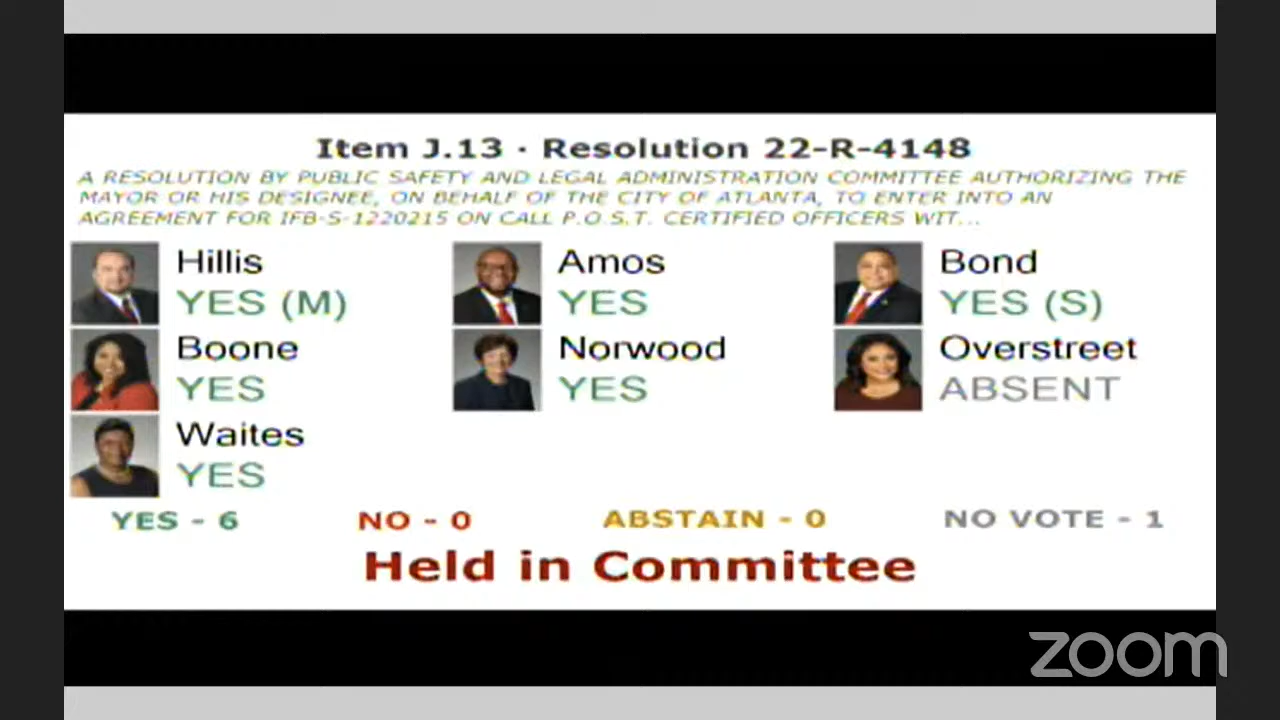 Item J.13 · Resolution 22-R-4148
A RESOLUTION BY PUBLIC SAFETY AND LEGAL ADMINISTRATION COMMITTEE AUTHORIZING THE
MAYOR OR HIS DESIGNEE, ON BEHALF OF THE CITY OF ATLANTA, TO ENTER INTO AN
AGREEMENT FOR IFB-S-1220215 ON CALL P.O.S.T. CERTIFIED OFFICERS WIT...
Hillis
YES (M)
Amos
YES
Bond
YES (S)
Boone
YES
Norwood
YES
Overstreet
ABSENT
Waites
YES
YES - 6
NO - 0
ABSTAIN - 0
NO VOTE - 1
Held in Committee
zoom